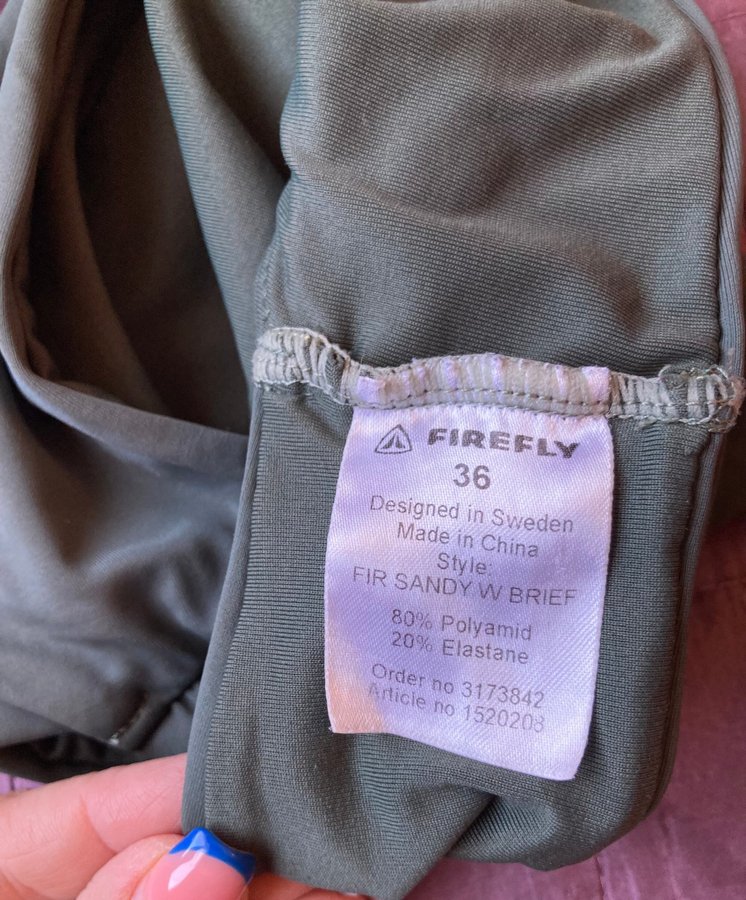 FIREFLY
36
Designed in Sweden
Made in China
Style:
FIR SANDY W BRIEF
80% Polyamid
20% Elastane
Order no 3173842
Article no 1520208